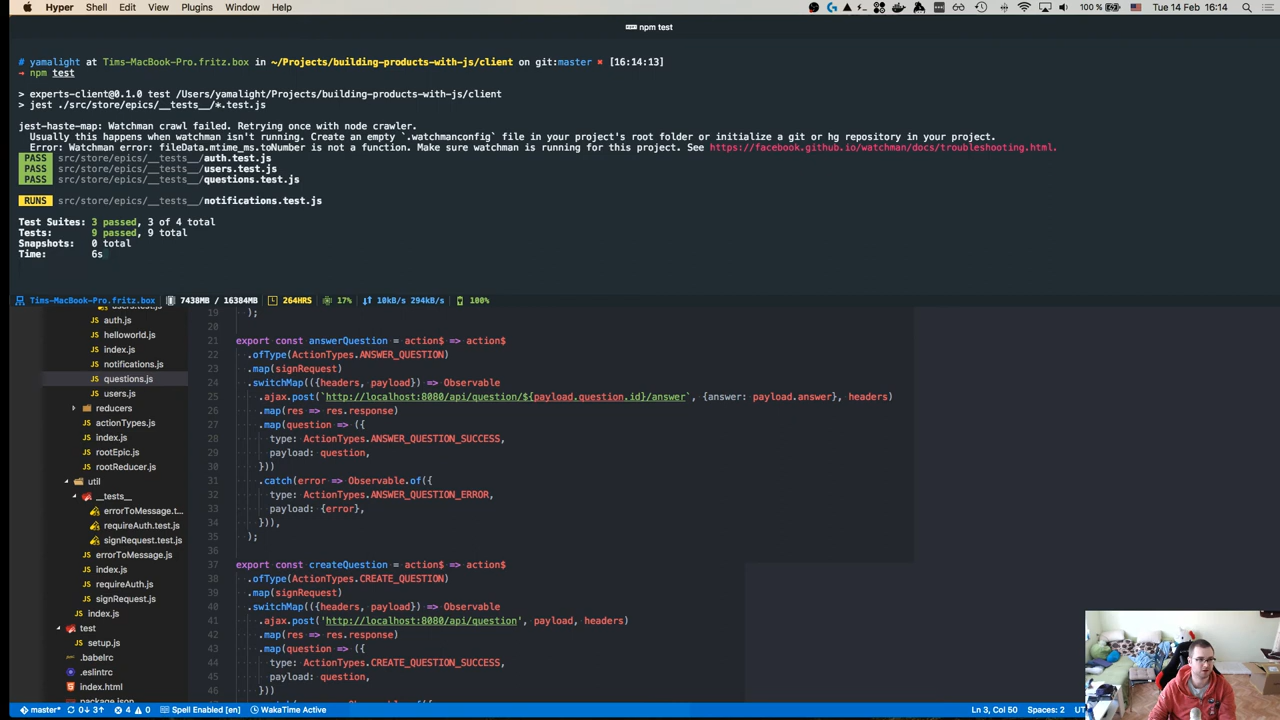 Hyper Shell Edit View Plugins Window Help 100 % Tue 14 Feb 16:14
npm test
# yamalight at Tims-MacBook-Pro.fritz.box in ~/Projects/building-products-with-js/client on git:master ✖ [16:14:13]
→ npm test
> experts-client@0.1.0 test /Users/yamalight/Projects/building-products-with-js/client
> jest ./src/store/epics/__tests__/*.test.js
jest-haste-map: Watchman crawl failed. Retrying once with node crawler.
Usually this happens when watchman isn't running. Create an empty `.watchmanconfig` file in your project's root folder or initialize a git or hg repository in your project.
Error: Watchman error: fileData.mtime_ms.toNumber is not a function. Make sure watchman is running for this project. See https://facebook.github.io/watchman/docs/troubleshooting.html.
PASS src/store/epics/__tests__/auth.test.js
PASS src/store/epics/__tests__/users.test.js
PASS src/store/epics/__tests__/questions.test.js
RUNS src/store/epics/__tests__/notifications.test.js
Test Suites: 3 passed, 3 of 4 total
Tests: 9 passed, 9 total
Snapshots: 0 total
Time: 6s
Tims-MacBook-Pro.fritz.box 7438MB / 16384MB 264HRS 17% 10kB/s 294kB/s 100%
users.test.js
auth.js
helloworld.js
index.js
notifications.js
questions.js
users.js
reducers
actionTypes.js
index.js
rootEpic.js
rootReducer.js
util
__tests__
errorToMessage.t...
requireAuth.test.js
signRequest.test.js
errorToMessage.js
index.js
requireAuth.js
signRequest.js
index.js
test
setup.js
.babelrc
.eslintrc
index.html
package.json
19 );
20
21 export const answerQuestion = action$ => action$
22 .ofType(ActionTypes.ANSWER_QUESTION)
23 .map(signRequest)
24 .switchMap(({headers, payload}) => Observable
25 .ajax.post(`http://localhost:8080/api/question/${payload.question.id}/answer`, {answer: payload.answer}, headers)
26 .map(res => res.response)
27 .map(question => ({
28 type: ActionTypes.ANSWER_QUESTION_SUCCESS,
29 payload: question,
30 }))
31 .catch(error => Observable.of({
32 type: ActionTypes.ANSWER_QUESTION_ERROR,
33 payload: {error},
34 })),
35 );
36
37 export const createQuestion = action$ => action$
38 .ofType(ActionTypes.CREATE_QUESTION)
39 .map(signRequest)
40 .switchMap(({headers, payload}) => Observable
41 .ajax.post('http://localhost:8080/api/question', payload, headers)
42 .map(res => res.response)
43 .map(question => ({
44 type: ActionTypes.CREATE_QUESTION_SUCCESS,
45 payload: question,
46 }))
master* 0↓ 3↑ 4 0 Spell Enabled [en] WakaTime Active Ln 3, Col 50 Spaces: 2